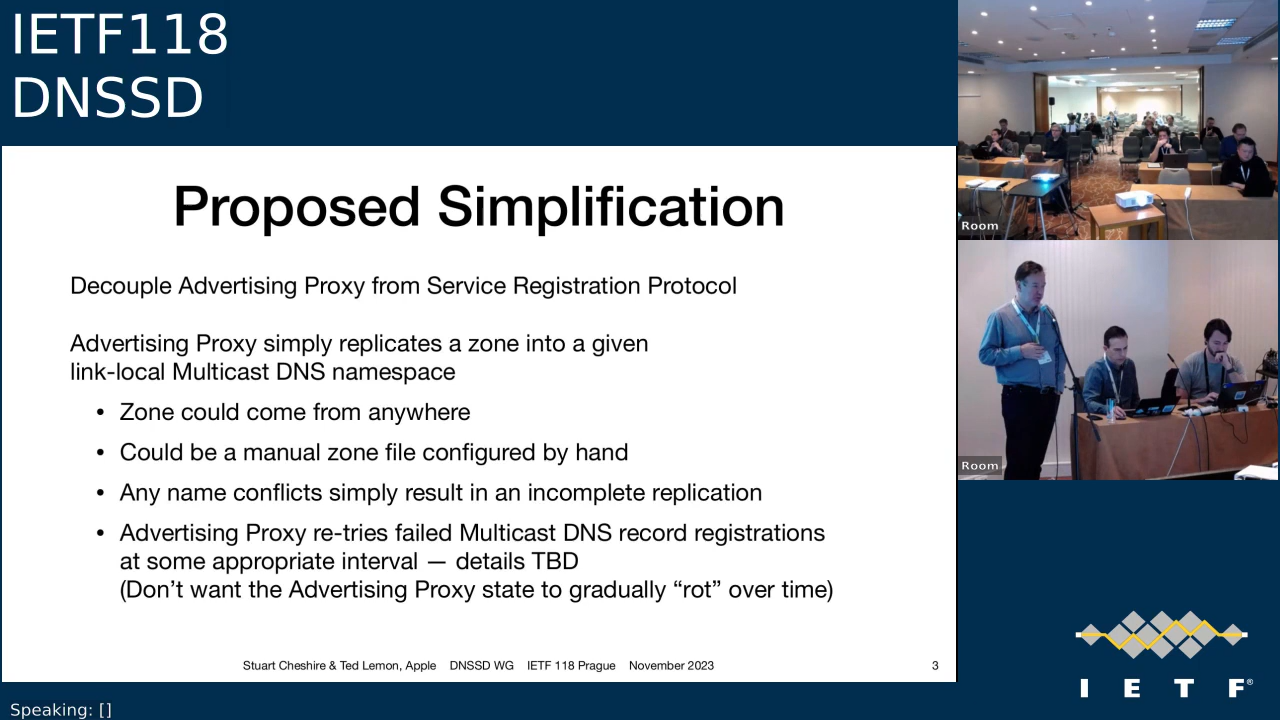 IETF118
DNSSD
Proposed Simplification
Decouple Advertising Proxy from Service Registration Protocol
Advertising Proxy simply replicates a zone into a given
link-local Multicast DNS namespace
• Zone could come from anywhere
• Could be a manual zone file configured by hand
• Any name conflicts simply result in an incomplete replication
• Advertising Proxy re-tries failed Multicast DNS record registrations
at some appropriate interval — details TBD
(Don’t want the Advertising Proxy state to gradually “rot” over time)
Stuart Cheshire & Ted Lemon, Apple DNSSD WG IETF 118 Prague November 2023 3
Room
Room
I E T F®
Speaking: []